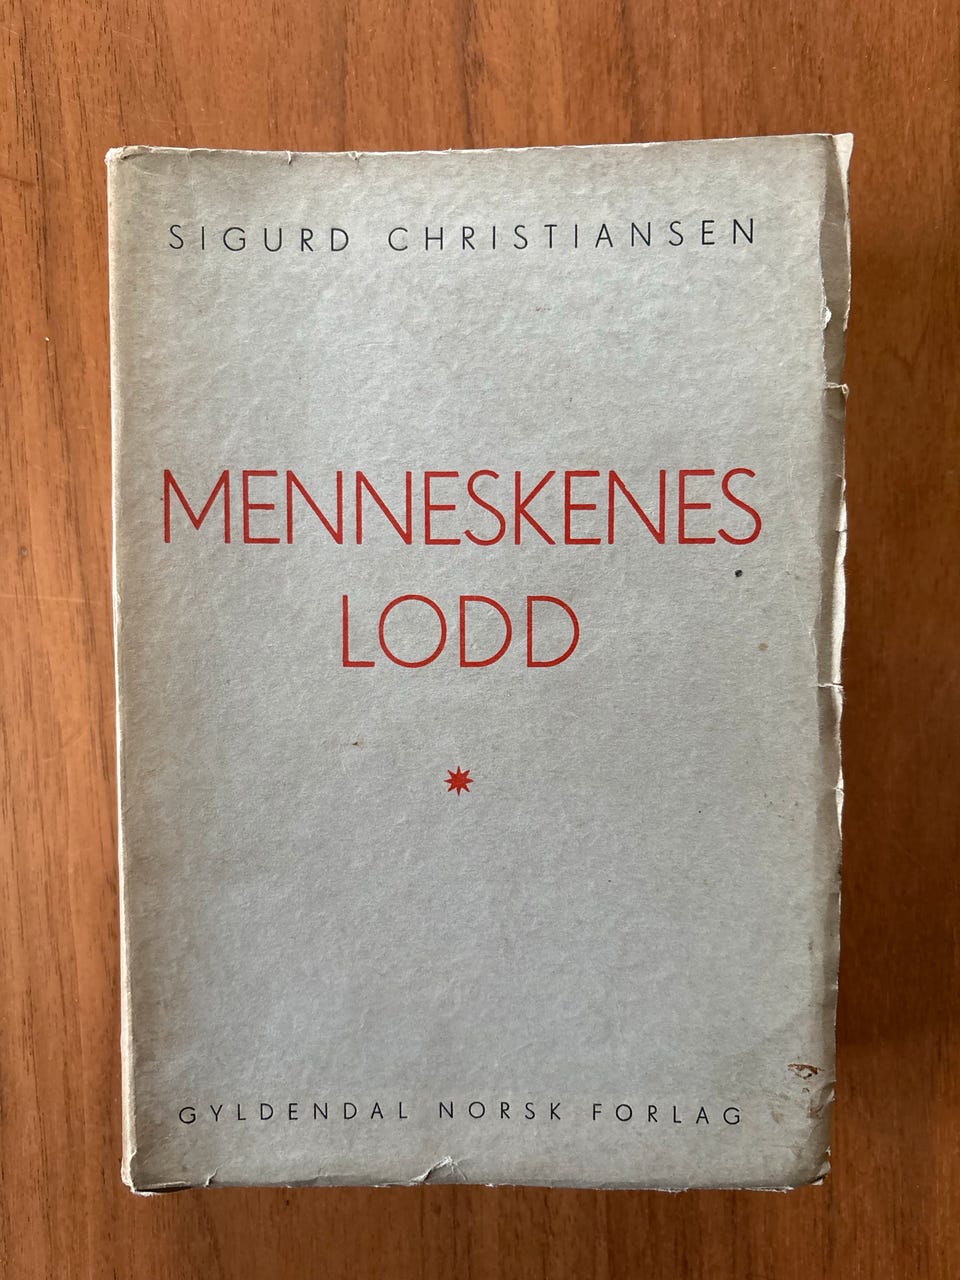 SIGURD CHRISTIANSEN
MENNESKENES
LODD
GYLDENDAL NORSK FORLAG